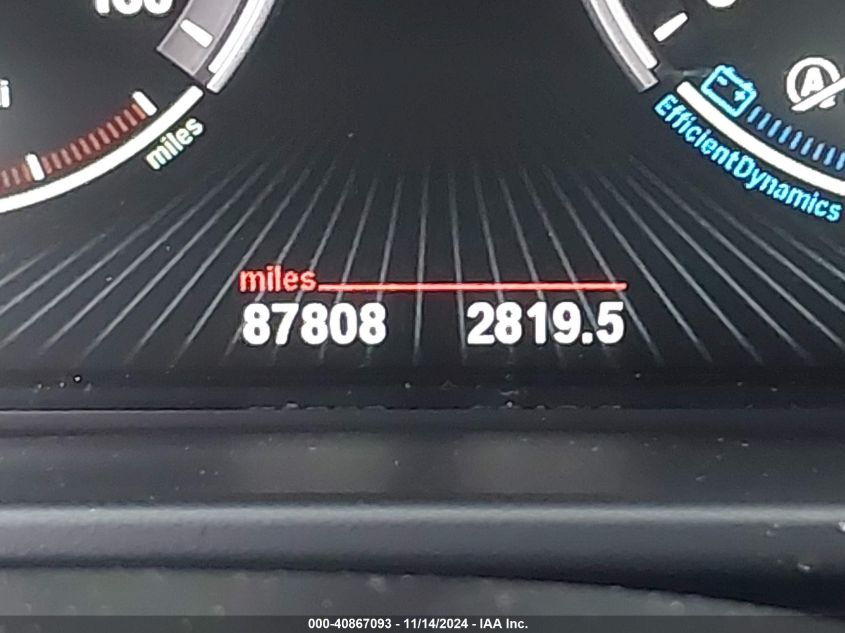 miles
EfficientDynamics
A
miles
87808 2819.5
000-40867093 - 11/14/2024 - IAA Inc.